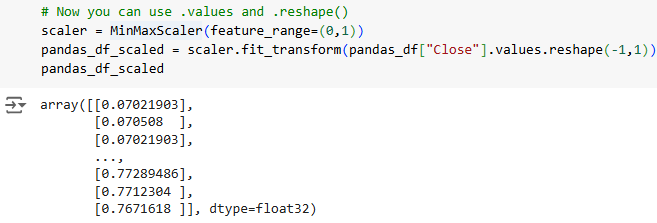 # Now you can use .values and .reshape()
scaler = MinMaxScaler(feature_range=(0,1))
pandas_df_scaled = scaler.fit_transform(pandas_df["Close"].values.reshape(-1,1))
pandas_df_scaled
array([[0.07021903],
       [0.070508  ],
       [0.07021903],
       ...,
       [0.77289486],
       [0.7712304 ],
       [0.7671618 ]], dtype=float32)